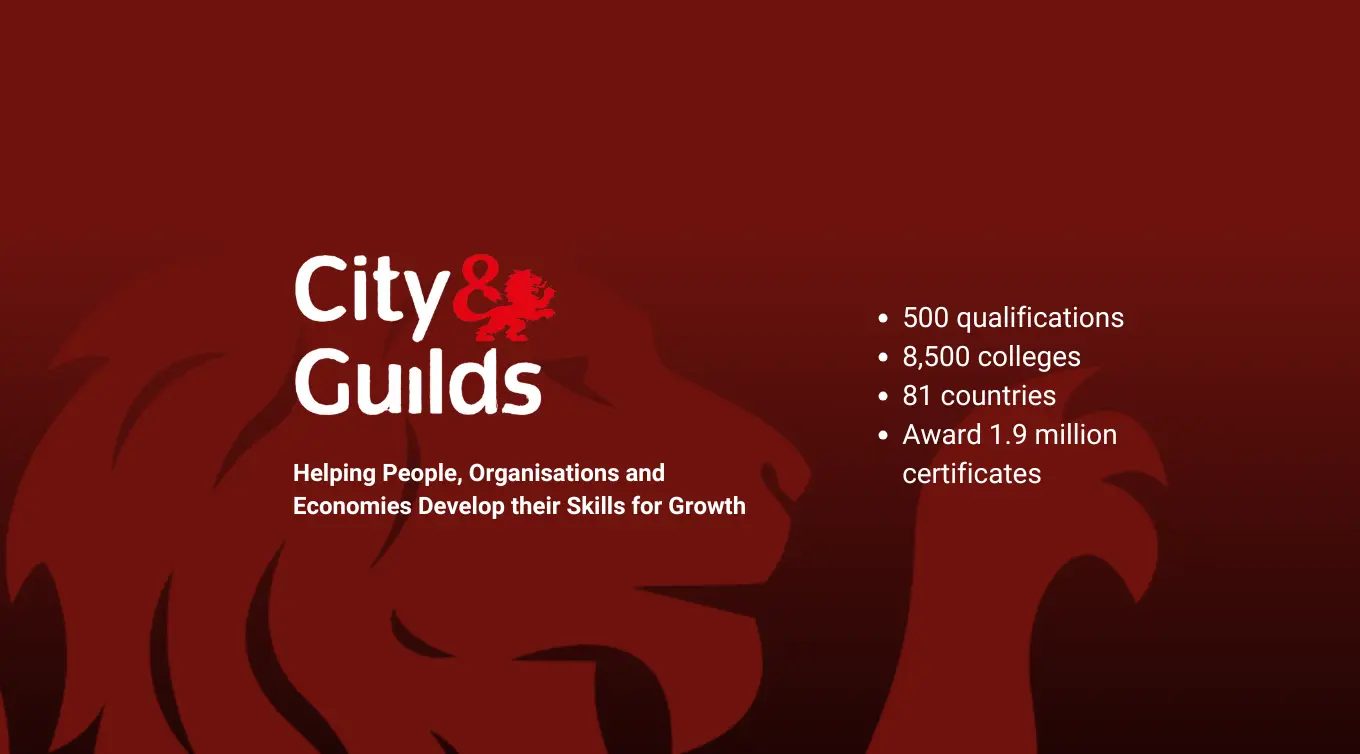 City&
Guilds
Helping People, Organisations and
Economies Develop their Skills for Growth
• 500 qualifications
• 8,500 colleges
• 81 countries
• Award 1.9 million
certificates